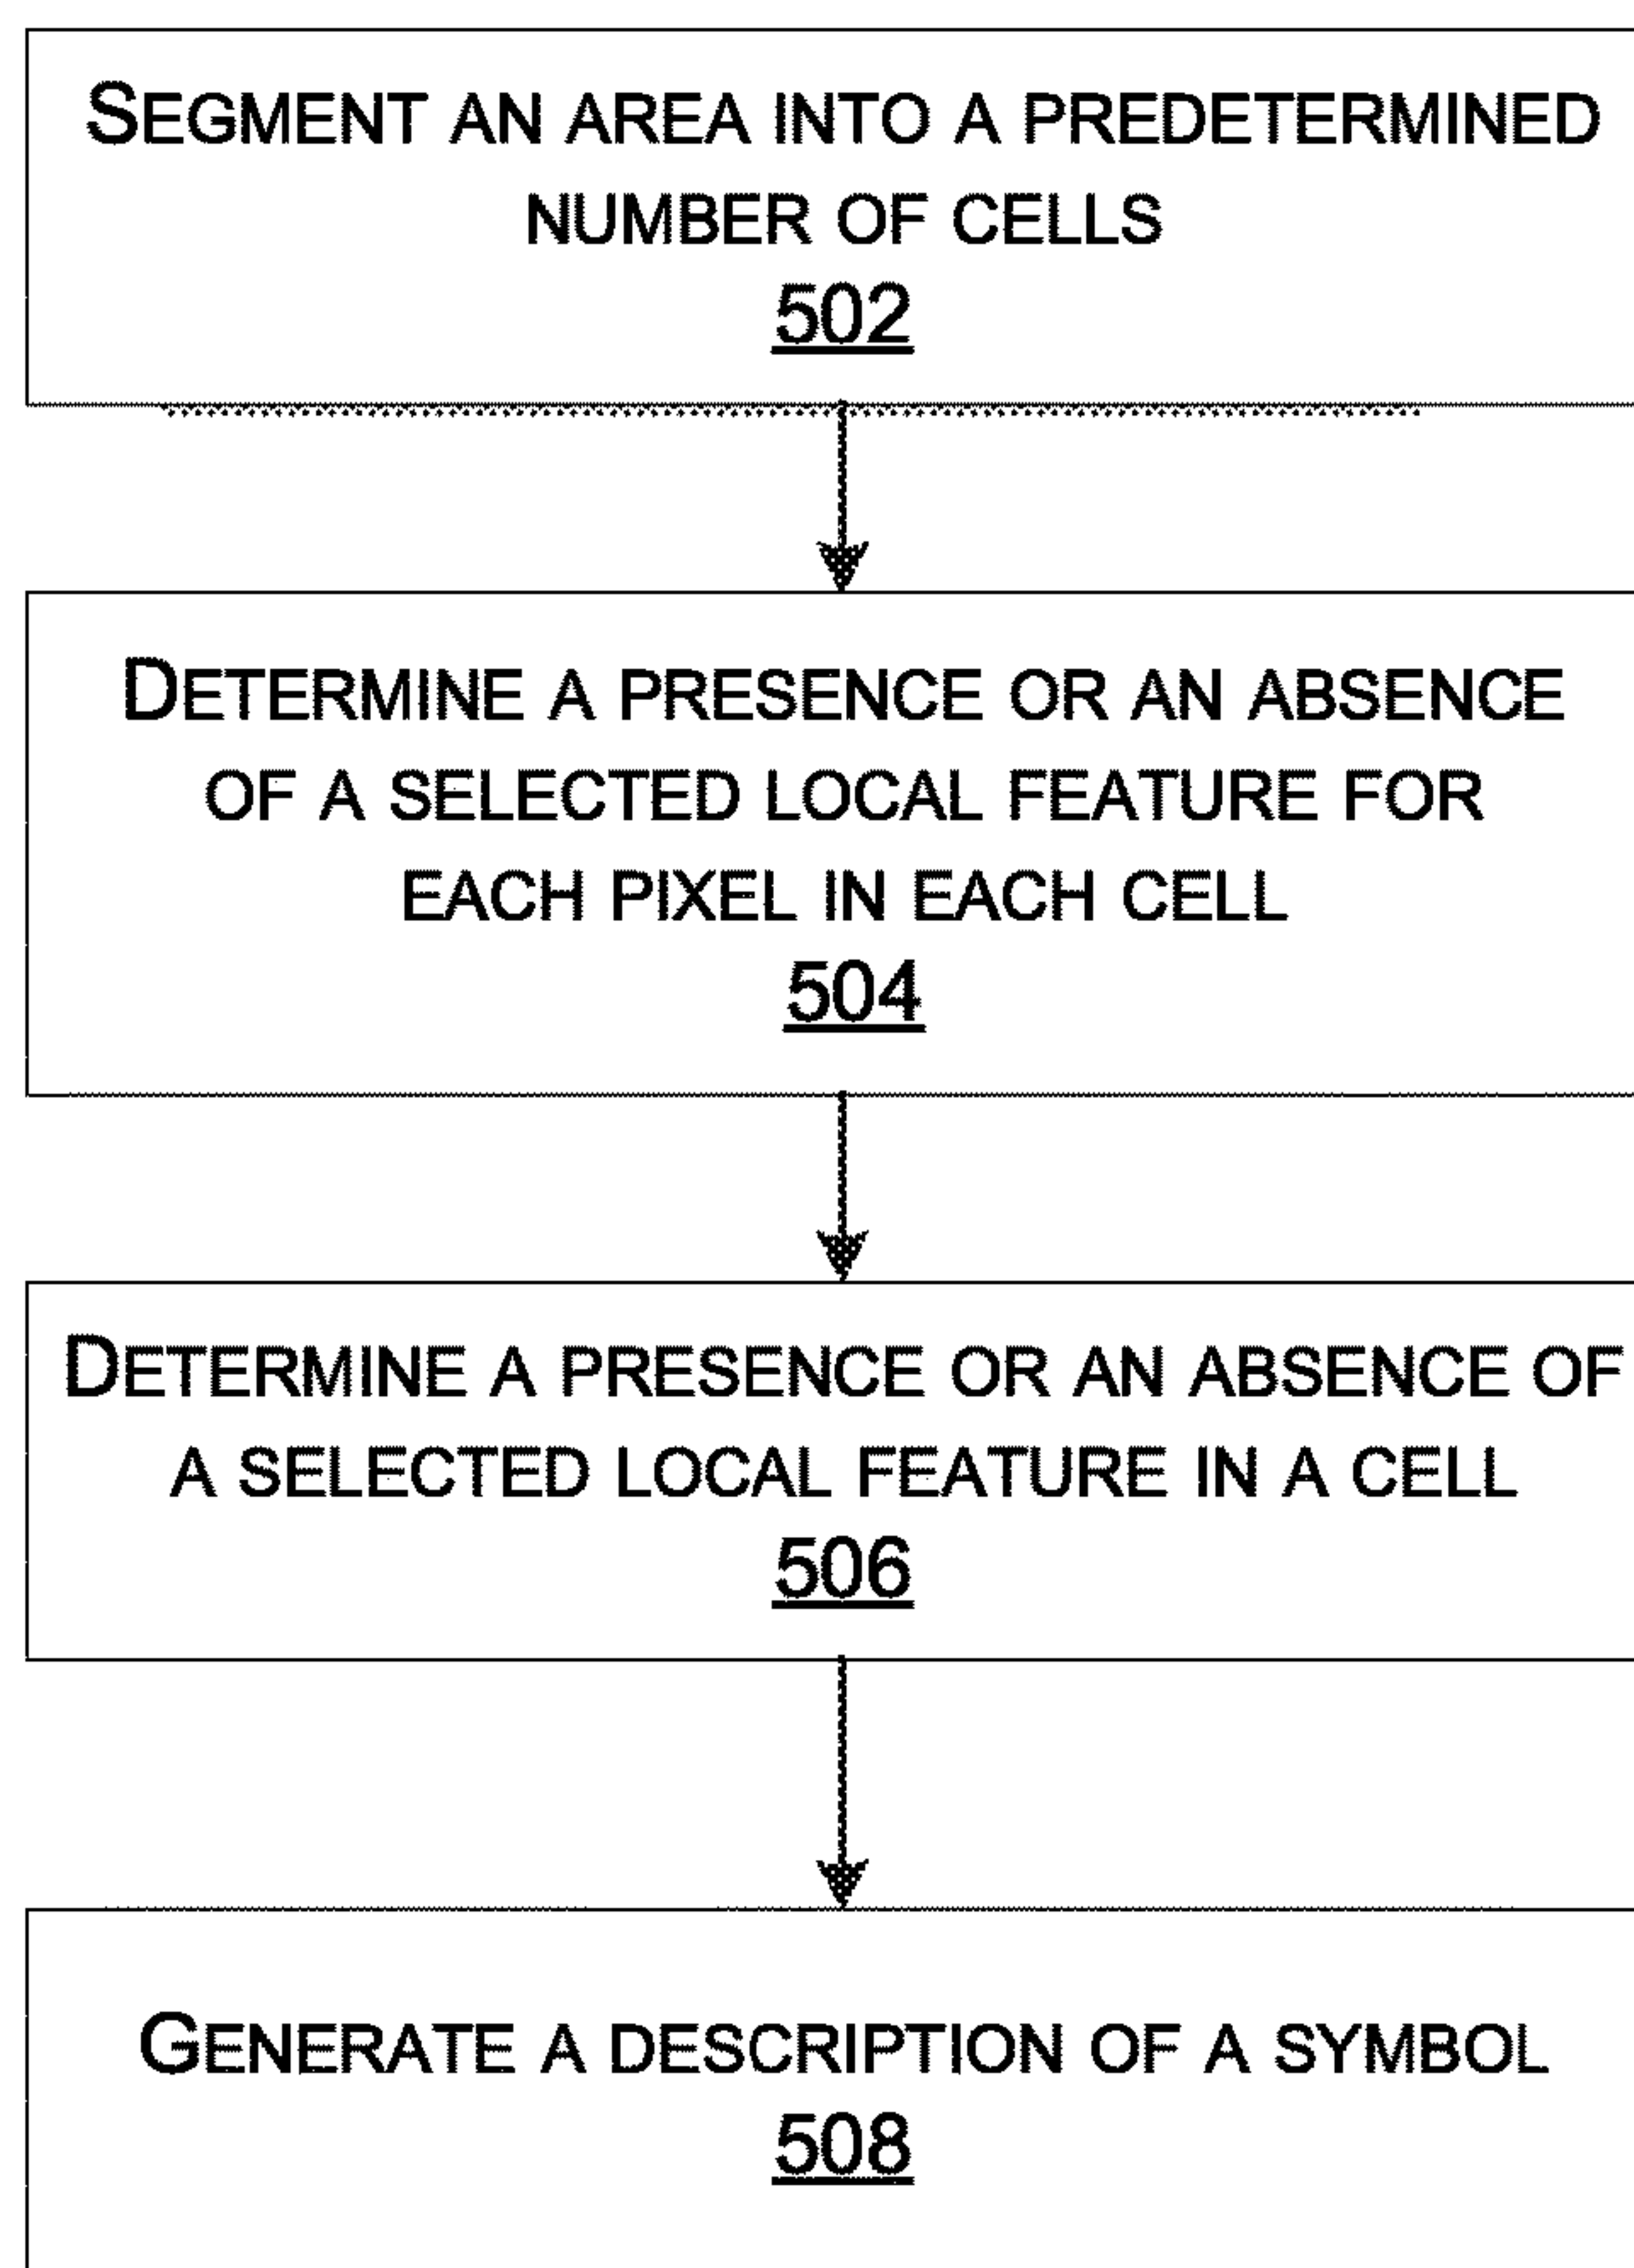 SEGMENT AN AREA INTO A PREDETERMINED
NUMBER OF CELLS
502
DETERMINE A PRESENCE OR AN ABSENCE
OF A SELECTED LOCAL FEATURE FOR
EACH PIXEL IN EACH CELL
504
DETERMINE A PRESENCE OR AN ABSENCE OF
A SELECTED LOCAL FEATURE IN A CELL
506
GENERATE A DESCRIPTION OF A SYMBOL
508